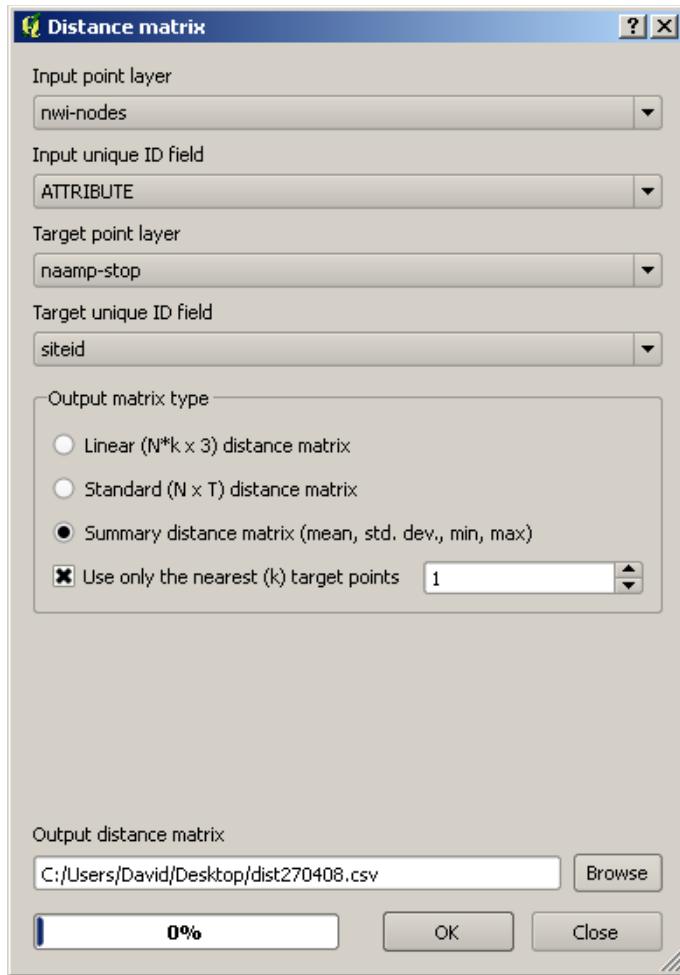 Distance matrix
Input point layer
nwi-nodes
Input unique ID field
ATTRIBUTE
Target point layer
naamp-stop
Target unique ID field
siteid
Output matrix type
Linear (N*k x 3) distance matrix
Standard (N x T) distance matrix
Summary distance matrix (mean, std. dev., min, max)
Use only the nearest (k) target points 1
Output distance matrix
C:/Users/David/Desktop/dist270408.csv Browse
0% OK Close